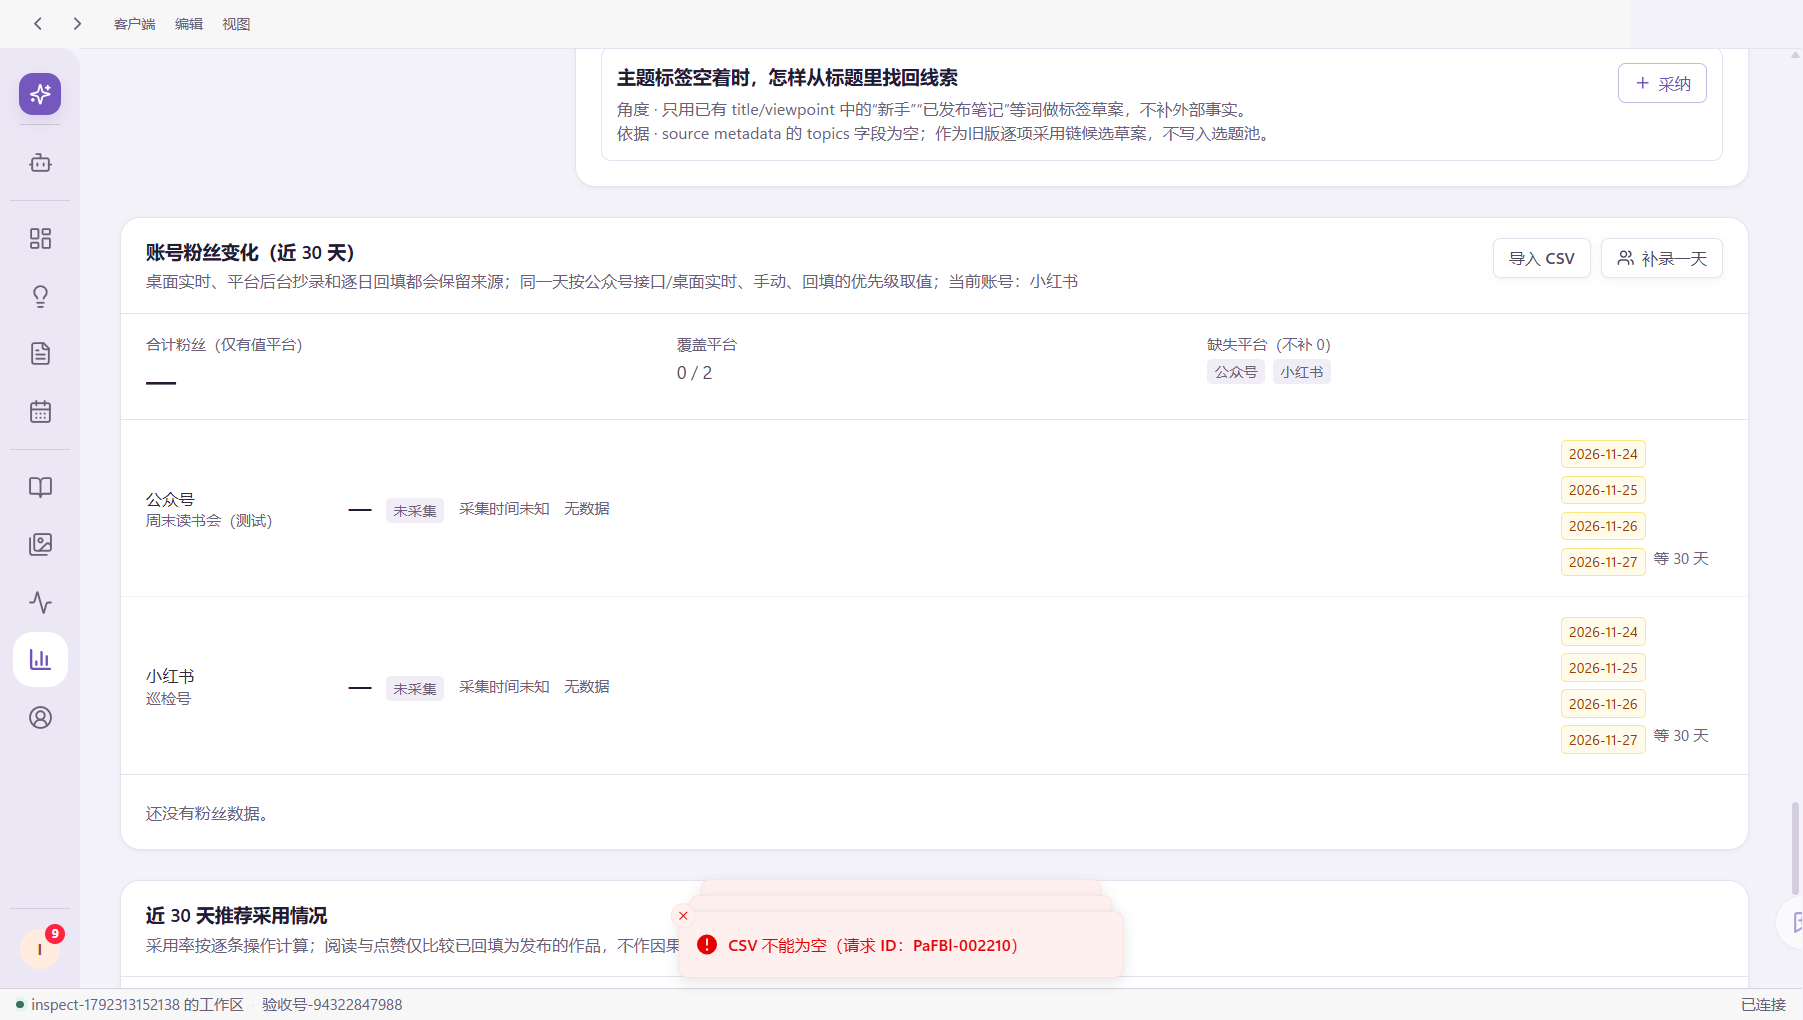 客户端 编辑 视图
主题标签空着时，怎样从标题里找回线索
+ 采纳
角度 · 只用已有 title/viewpoint 中的“新手”“已发布笔记”等词做标签草案，不补外部事实。
依据 · source metadata 的 topics 字段为空；作为旧版逐项采用链候选草案，不写入选题池。
账号粉丝变化（近 30 天）
导入 CSV
补录一天
桌面实时、平台后台抄录和逐日回填都会保留来源；同一天按公众号接口/桌面实时、手动、回填的优先级取值；当前账号：小红书
合计粉丝（仅有值平台）
—
覆盖平台
0 / 2
缺失平台（不补 0）
公众号 小红书
公众号
周末读书会（测试）
— 未采集 采集时间未知 无数据
2026-11-24
2026-11-25
2026-11-26
2026-11-27 等 30 天
小红书
巡检号
— 未采集 采集时间未知 无数据
2026-11-24
2026-11-25
2026-11-26
2026-11-27 等 30 天
还没有粉丝数据。
近 30 天推荐采用情况
采用率按逐条操作计算；阅读与点赞仅比较已回填为发布的作品，不作因果
CSV 不能为空（请求 ID：PaFBl-002210）
9
I
inspect-1792313152138 的工作区 验收号-94322847988
已连接